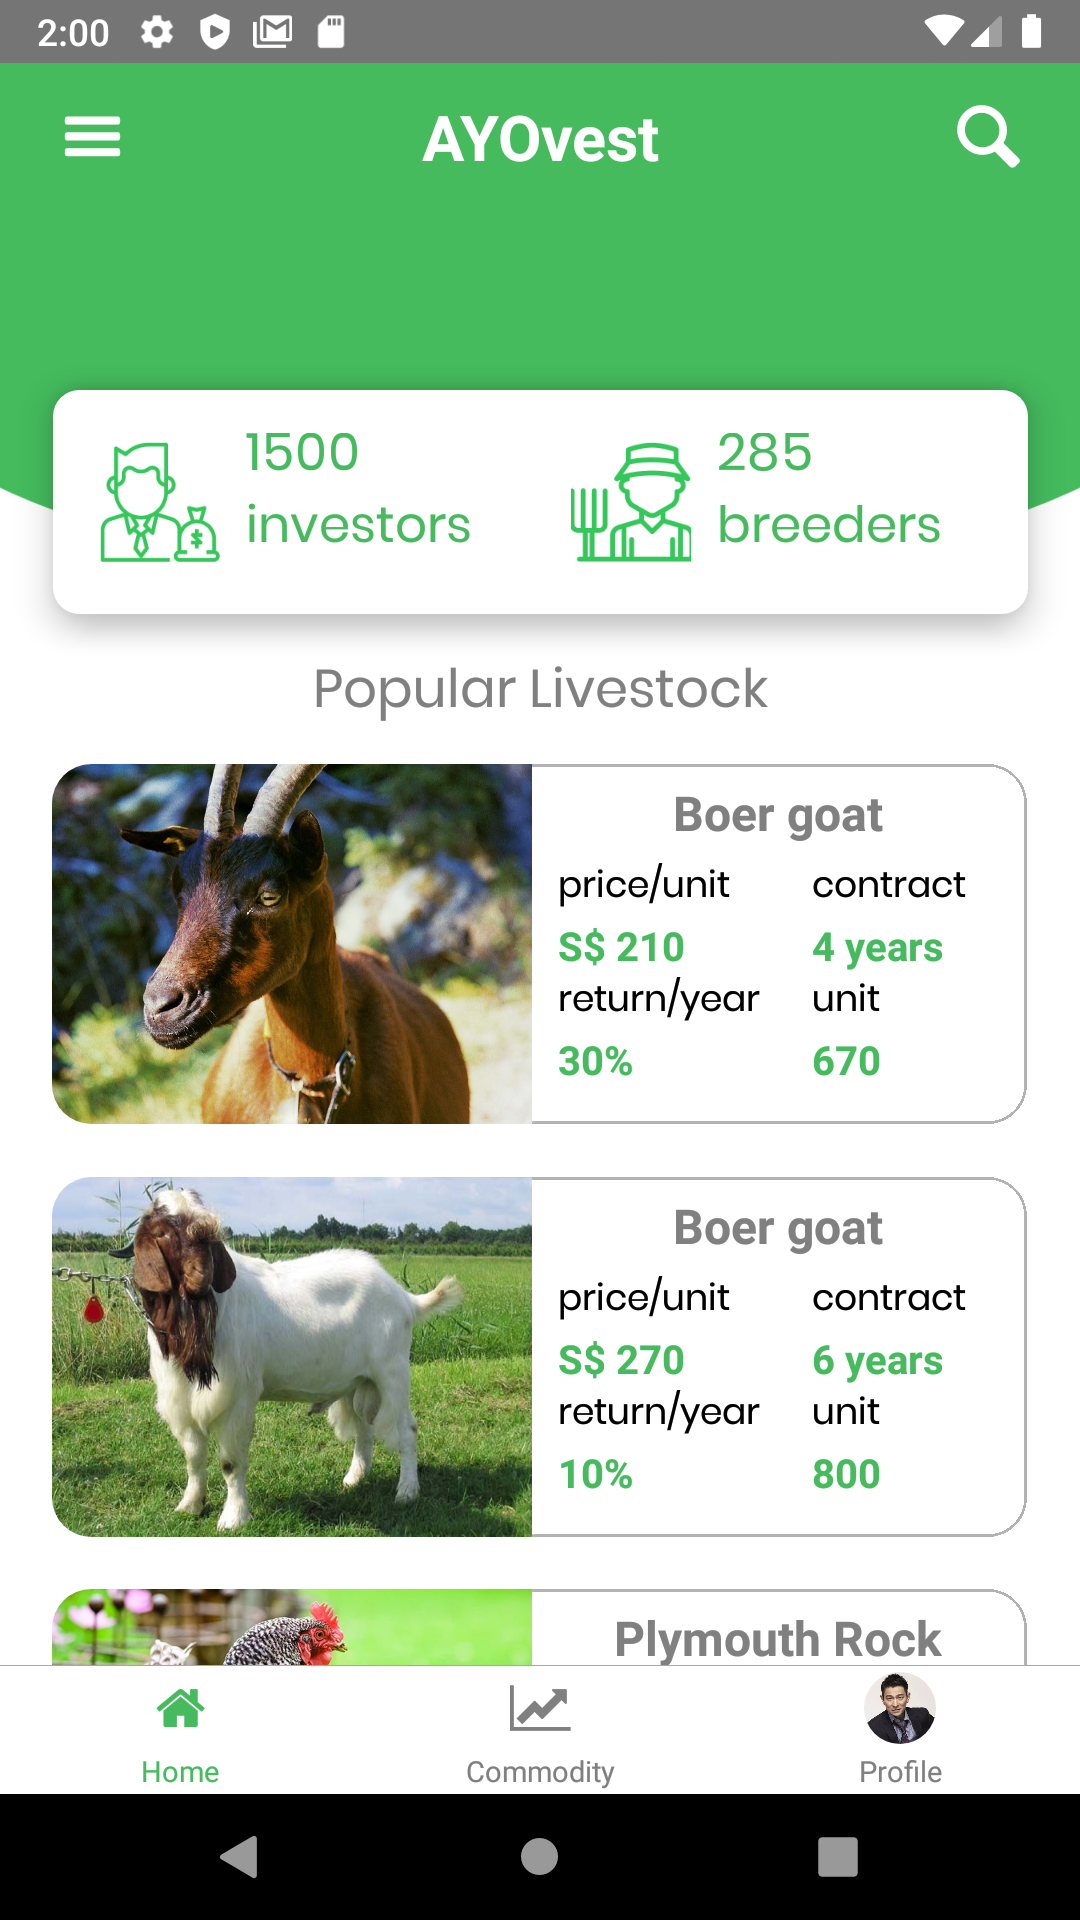 2:00
AYOvest
1500
investors
285
breeders
Popular Livestock
Boer goat
price/unit contract
S$ 210 4 years
return/year unit
30% 670
Boer goat
price/unit contract
S$ 270 6 years
return/year unit
10% 800
Plymouth Rock
Home Commodity Profile